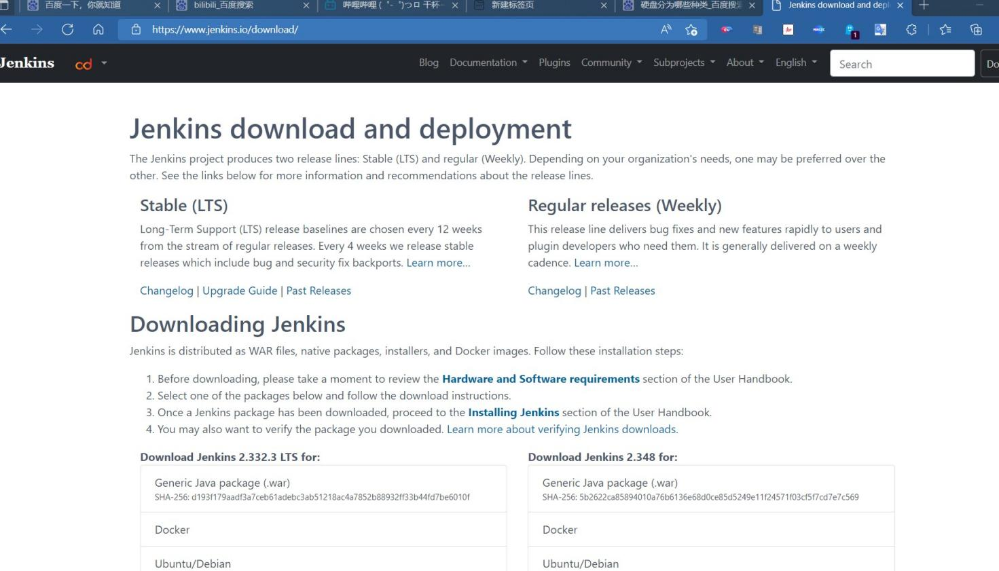 百度一下，你就知道
bilibili_百度搜索
哔哩哔哩 (゜-゜)つロ 干杯~
新建标签页
硬盘分为哪些种类_百度搜
Jenkins download and depl
https://www.jenkins.io/download/
1
Jenkins
cd
Blog Documentation Plugins Community Subprojects About English Search Do
Jenkins download and deployment
The Jenkins project produces two release lines: Stable (LTS) and regular (Weekly). Depending on your organization's needs, one may be preferred over the
other. See the links below for more information and recommendations about the release lines.
Stable (LTS)
Long-Term Support (LTS) release baselines are chosen every 12 weeks
from the stream of regular releases. Every 4 weeks we release stable
releases which include bug and security fix backports. Learn more...
Changelog | Upgrade Guide | Past Releases
Regular releases (Weekly)
This release line delivers bug fixes and new features rapidly to users and
plugin developers who need them. It is generally delivered on a weekly
cadence. Learn more...
Changelog | Past Releases
Downloading Jenkins
Jenkins is distributed as WAR files, native packages, installers, and Docker images. Follow these installation steps:
1. Before downloading, please take a moment to review the Hardware and Software requirements section of the User Handbook.
2. Select one of the packages below and follow the download instructions.
3. Once a Jenkins package has been downloaded, proceed to the Installing Jenkins section of the User Handbook.
4. You may also want to verify the package you downloaded. Learn more about verifying Jenkins downloads.
Download Jenkins 2.332.3 LTS for:
Generic Java package (.war)
SHA-256: d193f179aadf3a7ceb61adebc3ab51218ac4a7852b88932ff33b44fd7be6010f
Docker
Ubuntu/Debian
Download Jenkins 2.348 for:
Generic Java package (.war)
SHA-256: 5b2622ca85894010a76b6136e68d0ce85d5249e11f24571f03cf5f7cd7e7c569
Docker
Ubuntu/Debian